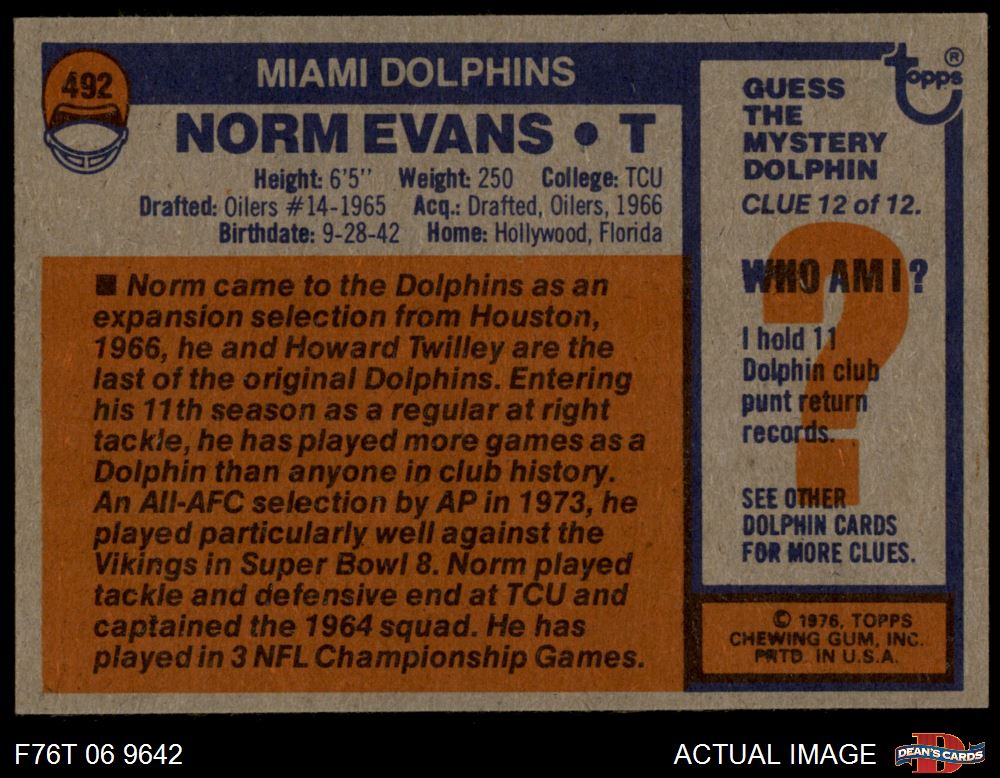 492
MIAMI DOLPHINS
NORM EVANS • T
Height: 6'5" Weight: 250 College: TCU
Drafted: Oilers #14-1965 Acq.: Drafted, Oilers, 1966
Birthdate: 9-28-42 Home: Hollywood, Florida
■ Norm came to the Dolphins as an
expansion selection from Houston,
1966, he and Howard Twilley are the
last of the original Dolphins. Entering
his 11th season as a regular at right
tackle, he has played more games as a
Dolphin than anyone in club history.
An All-AFC selection by AP in 1973, he
played particularly well against the
Vikings in Super Bowl 8. Norm played
tackle and defensive end at TCU and
captained the 1964 squad. He has
played in 3 NFL Championship Games.
topps ®
GUESS
THE
MYSTERY
DOLPHIN
CLUE 12 of 12.
WHO AM I ?
I hold 11
Dolphin club
punt return
records.
SEE OTHER
DOLPHIN CARDS
FOR MORE CLUES.
© 1976, TOPPS
CHEWING GUM, INC.
PRTD. IN U.S.A.
F76T 06 9642
ACTUAL IMAGE
DEAN'S CARDS